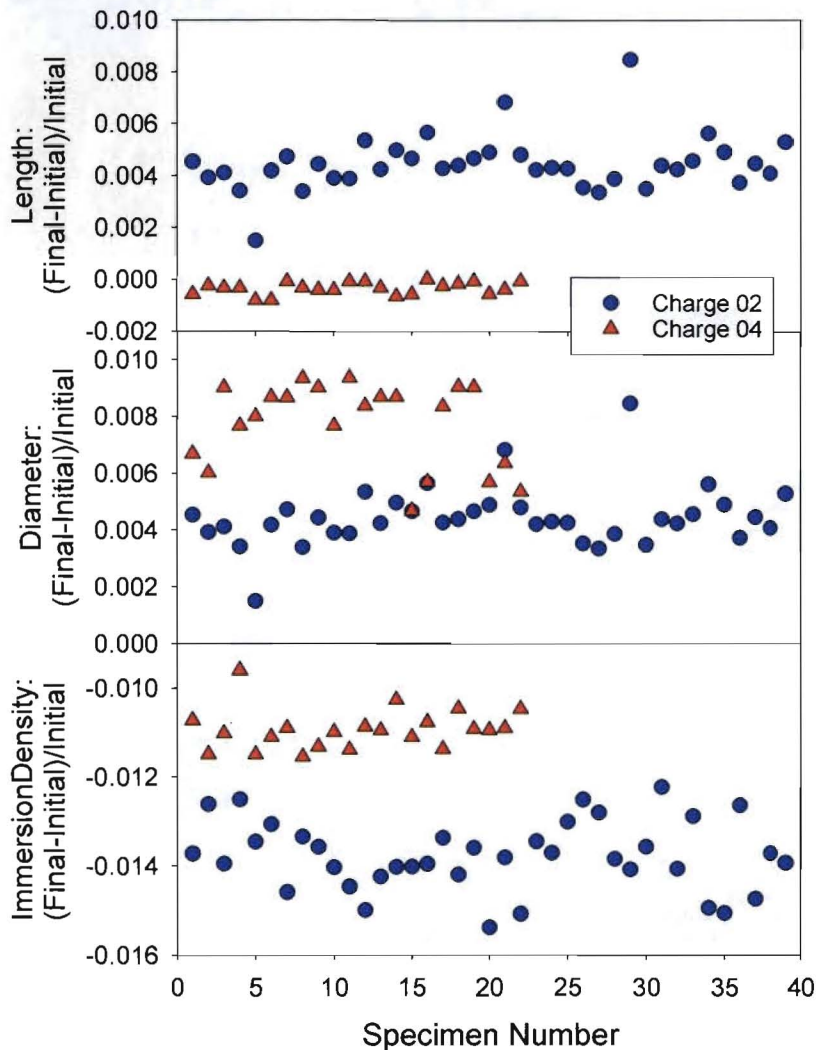 Length:
(Final-Initial)/Initial
0.010
0.008
0.006
0.004
0.002
0.000
-0.002
Charge 02
Charge 04
Diameter:
(Final-Initial)/Initial
0.010
0.008
0.006
0.004
0.002
0.000
ImmersionDensity:
(Final-Initial)/Initial
-0.010
-0.012
-0.014
-0.016
0 5 10 15 20 25 30 35 40
Specimen Number